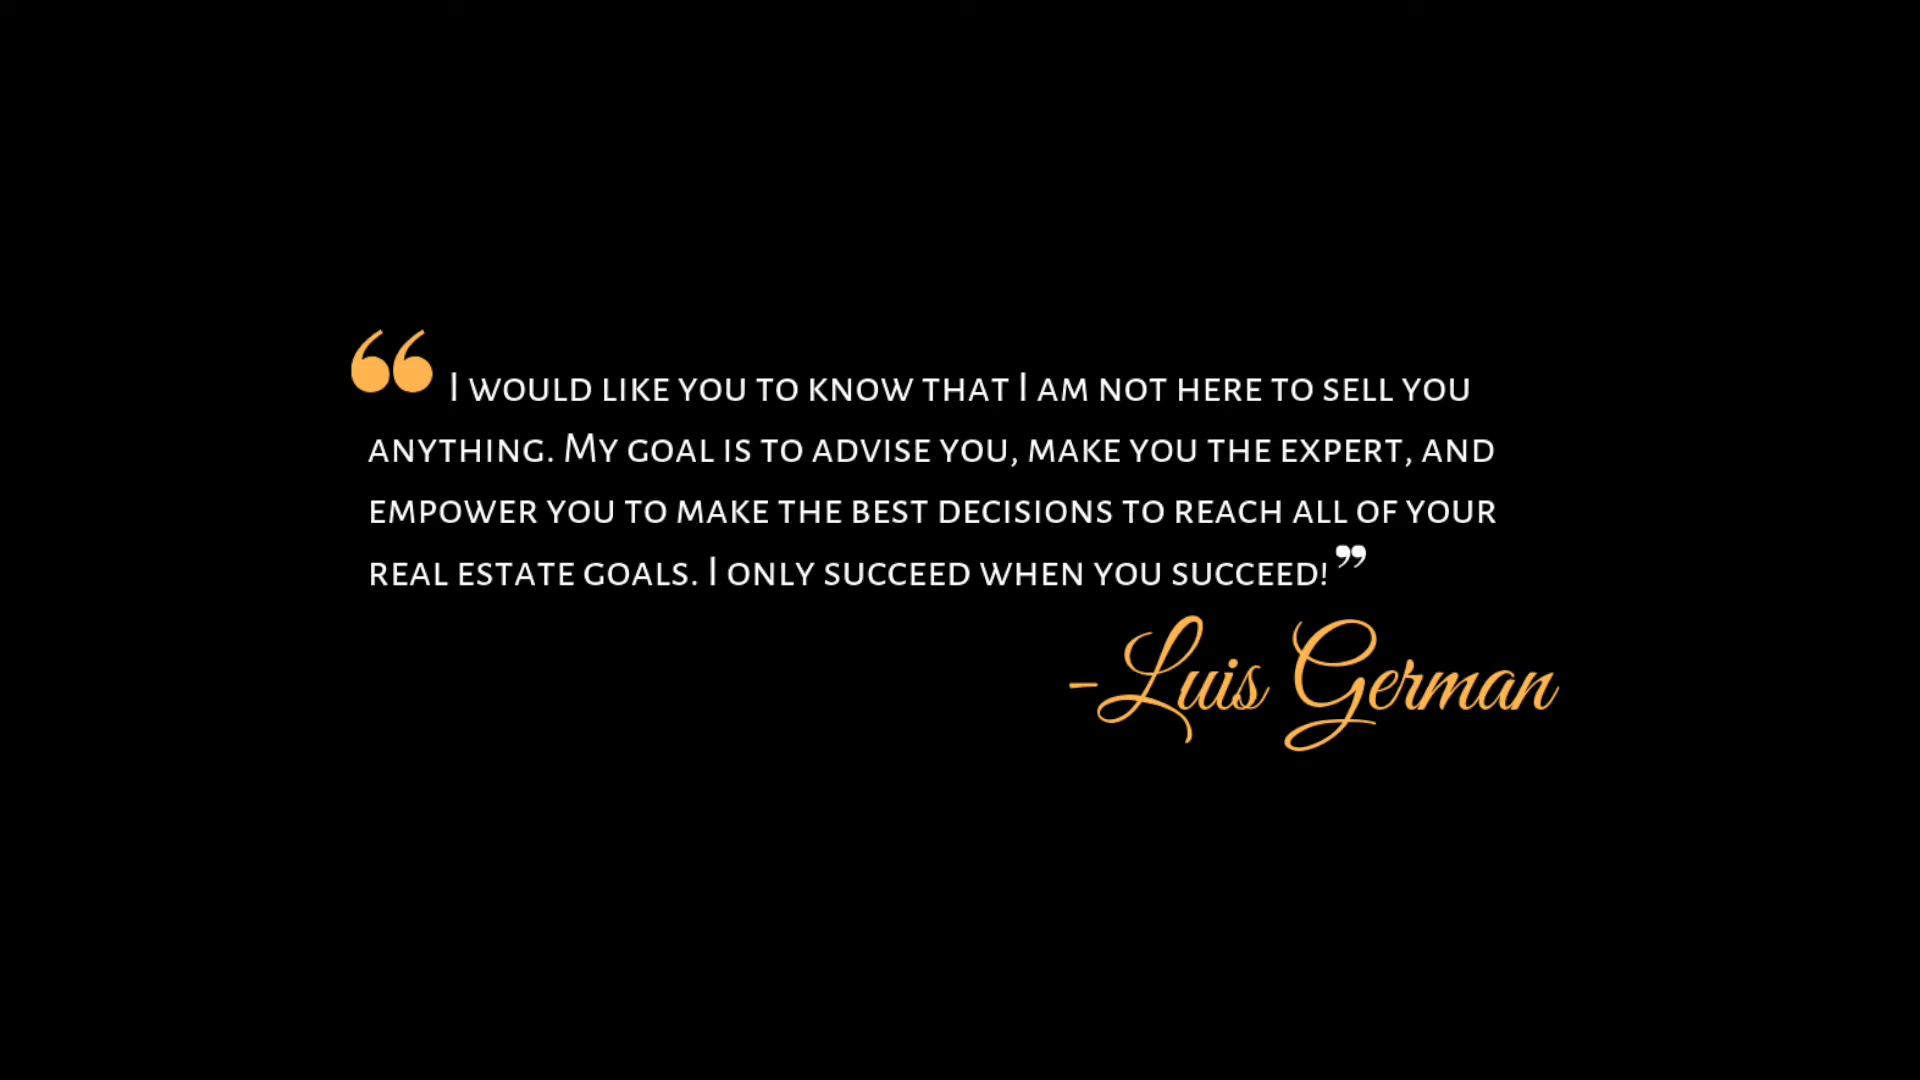 “ I would like you to know that I am not here to sell you
anything. My goal is to advise you, make you the expert, and
empower you to make the best decisions to reach all of your
real estate goals. I only succeed when you succeed!”
-Luis German